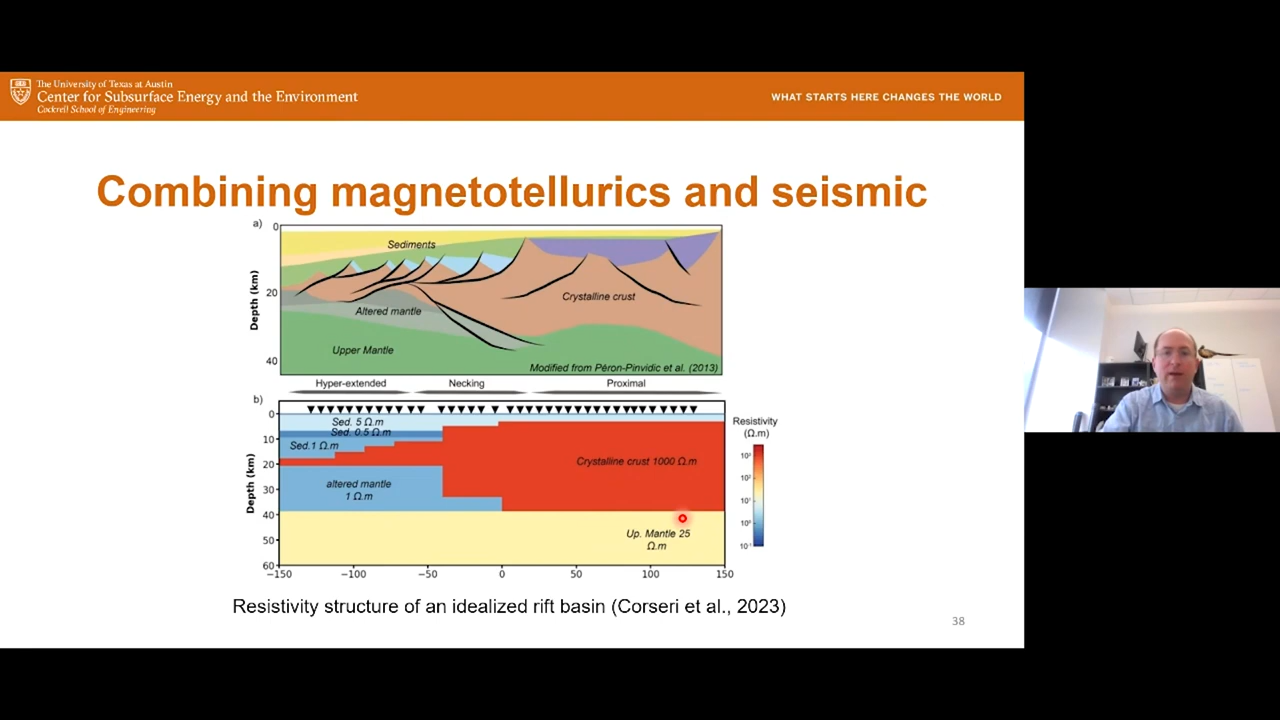 The University of Texas at Austin
Center for Subsurface Energy and the Environment
Cockrell School of Engineering
WHAT STARTS HERE CHANGES THE WORLD
Combining magnetotellurics and seismic
a)
0
20
40
Depth (km)
Sediments
Crystalline crust
Altered mantle
Upper Mantle
Modified from Péron-Pinvidic et al. (2013)
Hyper-extended
Necking
Proximal
b)
0
10
20
30
40
50
60
Depth (km)
Sed. 5 Ω.m
Sed. 0.5 Ω.m
Sed.1 Ω.m
altered mantle
1 Ω.m
Crystalline crust 1000 Ω.m
Up. Mantle 25
Ω.m
−150
−100
−50
0
50
100
150
Resistivity
(Ω.m)
10³
10²
10¹
10⁰
Resistivity structure of an idealized rift basin (Corseri et al., 2023)
38